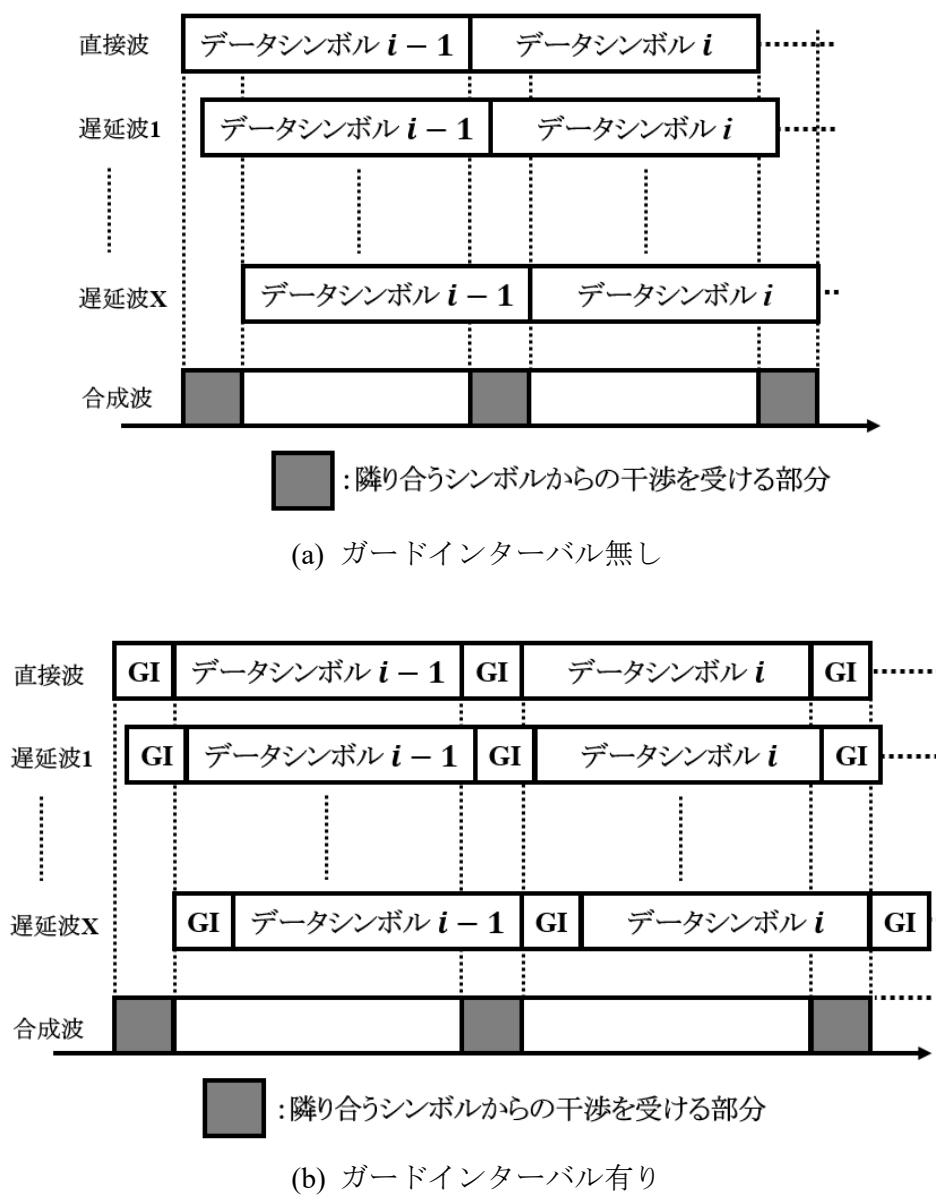 直接波 データシンボル i − 1 データシンボル i
遅延波1 データシンボル i − 1 データシンボル i
遅延波X データシンボル i − 1 データシンボル i
合成波
:隣り合うシンボルからの干渉を受ける部分
(a) ガードインターバル無し
直接波 GI データシンボル i − 1 GI データシンボル i GI
遅延波1 GI データシンボル i − 1 GI データシンボル i GI
遅延波X GI データシンボル i − 1 GI データシンボル i GI
合成波
:隣り合うシンボルからの干渉を受ける部分
(b) ガードインターバル有り